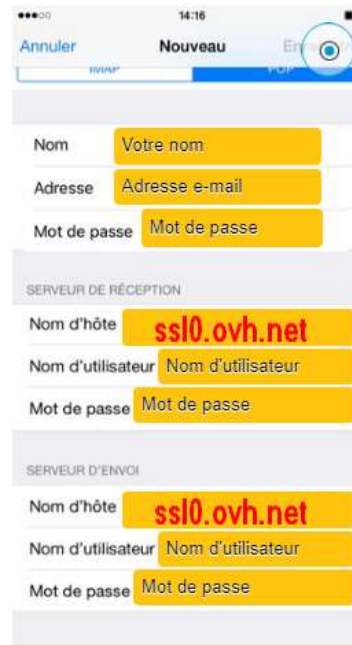 14:16
Annuler Nouveau
IMAP POP
Nom Votre nom
Adresse Adresse e-mail
Mot de passe Mot de passe
SERVEUR DE RÉCEPTION
Nom d'hôte ssl0.ovh.net
Nom d'utilisateur Nom d'utilisateur
Mot de passe Mot de passe
SERVEUR D'ENVOI
Nom d'hôte ssl0.ovh.net
Nom d'utilisateur Nom d'utilisateur
Mot de passe Mot de passe